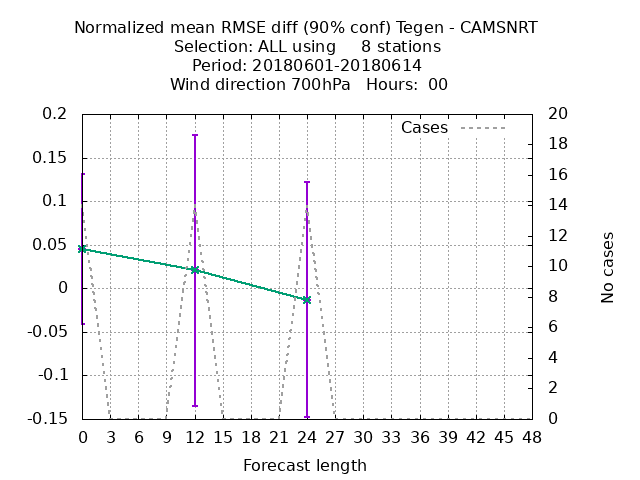 Normalized mean RMSE diff (90% conf) Tegen - CAMSNRT
Selection: ALL using     8 stations
Period: 20180601-20180614
Wind direction 700hPa   Hours:  00
Cases
0.2
0.15
0.1
0.05
0
-0.05
-0.1
-0.15
20
18
16
14
12
10
8
6
4
2
0
No cases
0 3 6 9 12 15 18 21 24 27 30 33 36 39 42 45 48
Forecast length